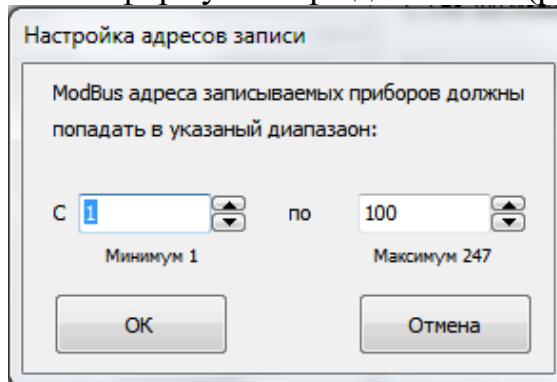 Настройка адресов записи
ModBus адреса записываемых приборов должны
попадать в указаный диапазаон:
С 1 по 100
Минимум 1 Максимум 247
ОК Отмена